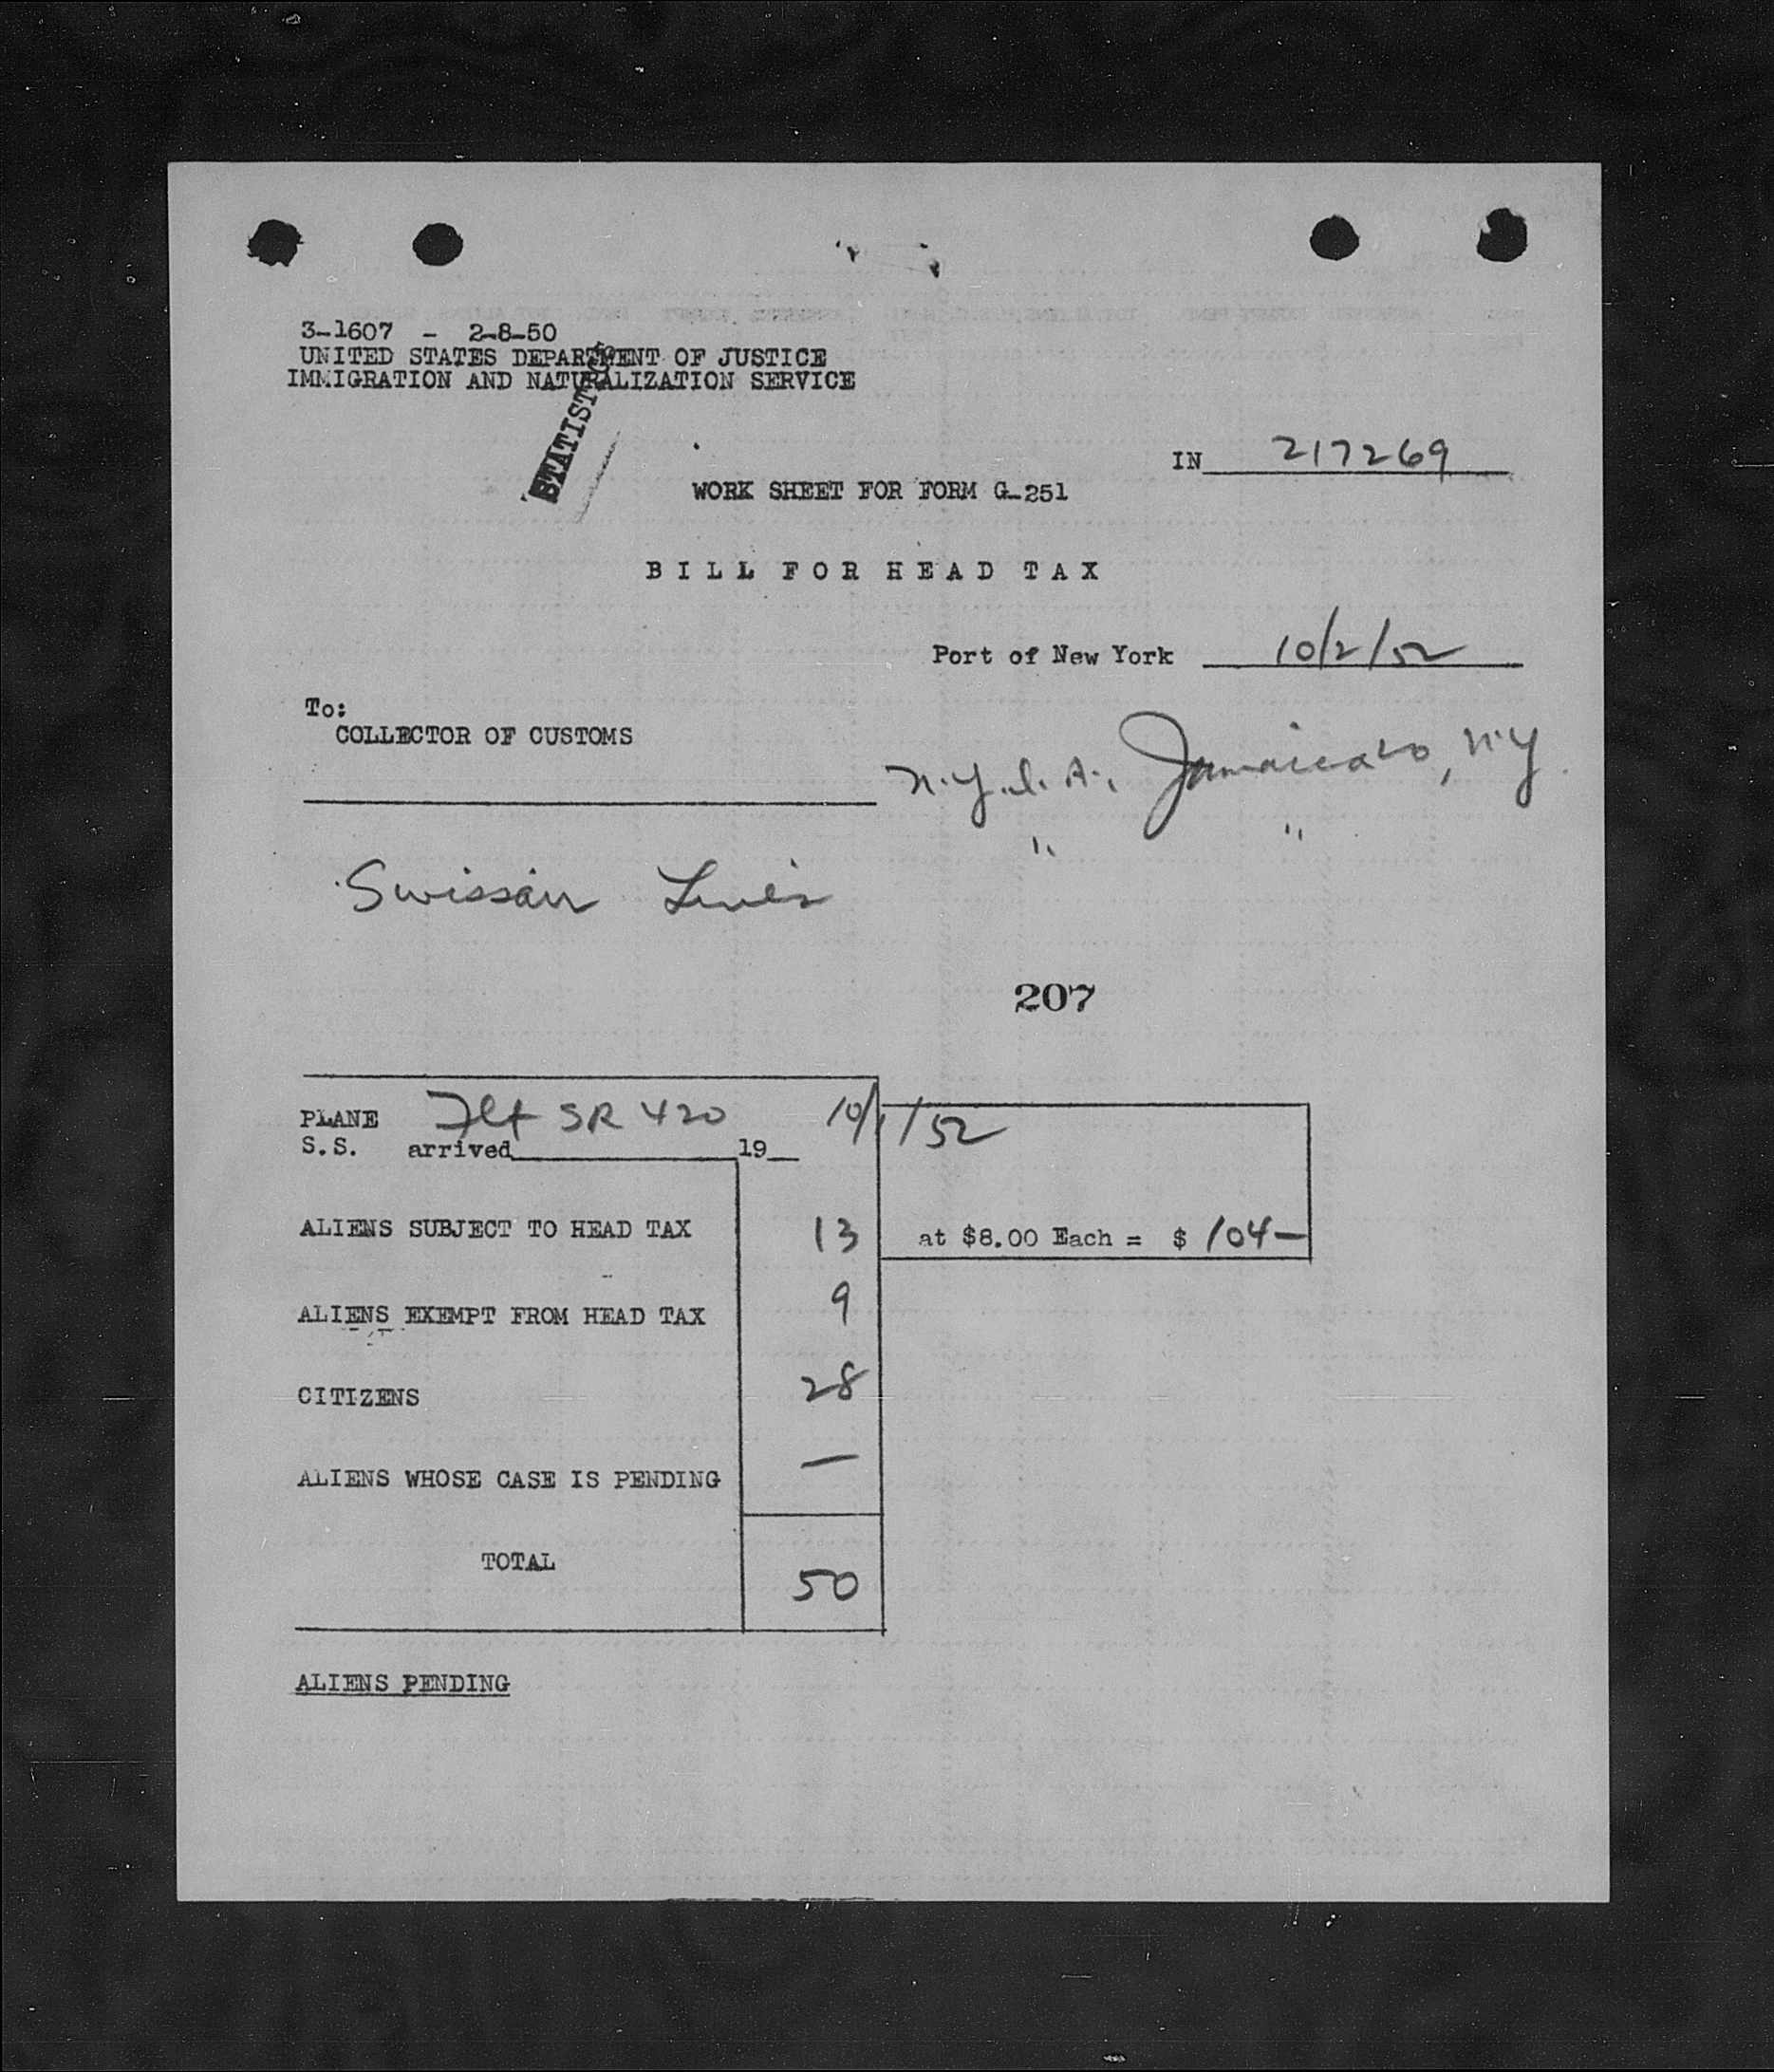 3-1607 - 2-8-50
UNITED STATES DEPARTMENT OF JUSTICE
IMMIGRATION AND NATURALIZATION SERVICE
STATISTICS
IN 217269
WORK SHEET FOR FORM G-251
BILL FOR HEAD TAX
Port of New York 10/2/52
To:
COLLECTOR OF CUSTOMS
N.Y.I.A., Jamaica 20, N.Y.
" "
Swissair Lines
207
PLANE Flt SR 420 10/1/52
S.S. arrived 19
ALIENS SUBJECT TO HEAD TAX 13 at $8.00 Each = $ 104—
ALIENS EXEMPT FROM HEAD TAX 9
CITIZENS 28
ALIENS WHOSE CASE IS PENDING —
TOTAL 50
ALIENS PENDING